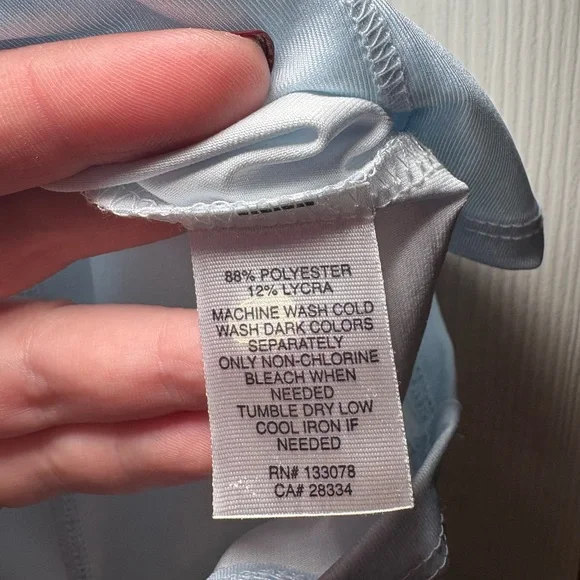 88% POLYESTER
12% LYCRA
MACHINE WASH COLD
WASH DARK COLORS
SEPARATELY
ONLY NON-CHLORINE
BLEACH WHEN
NEEDED
TUMBLE DRY LOW
COOL IRON IF
NEEDED
RN# 133078
CA# 28334